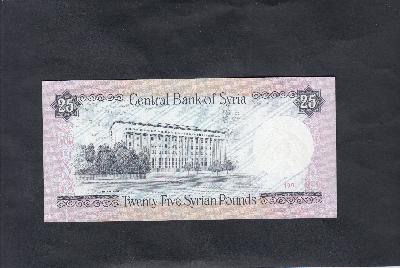 Central Bank of Syria
25
25
Twenty Five Syrian Pounds